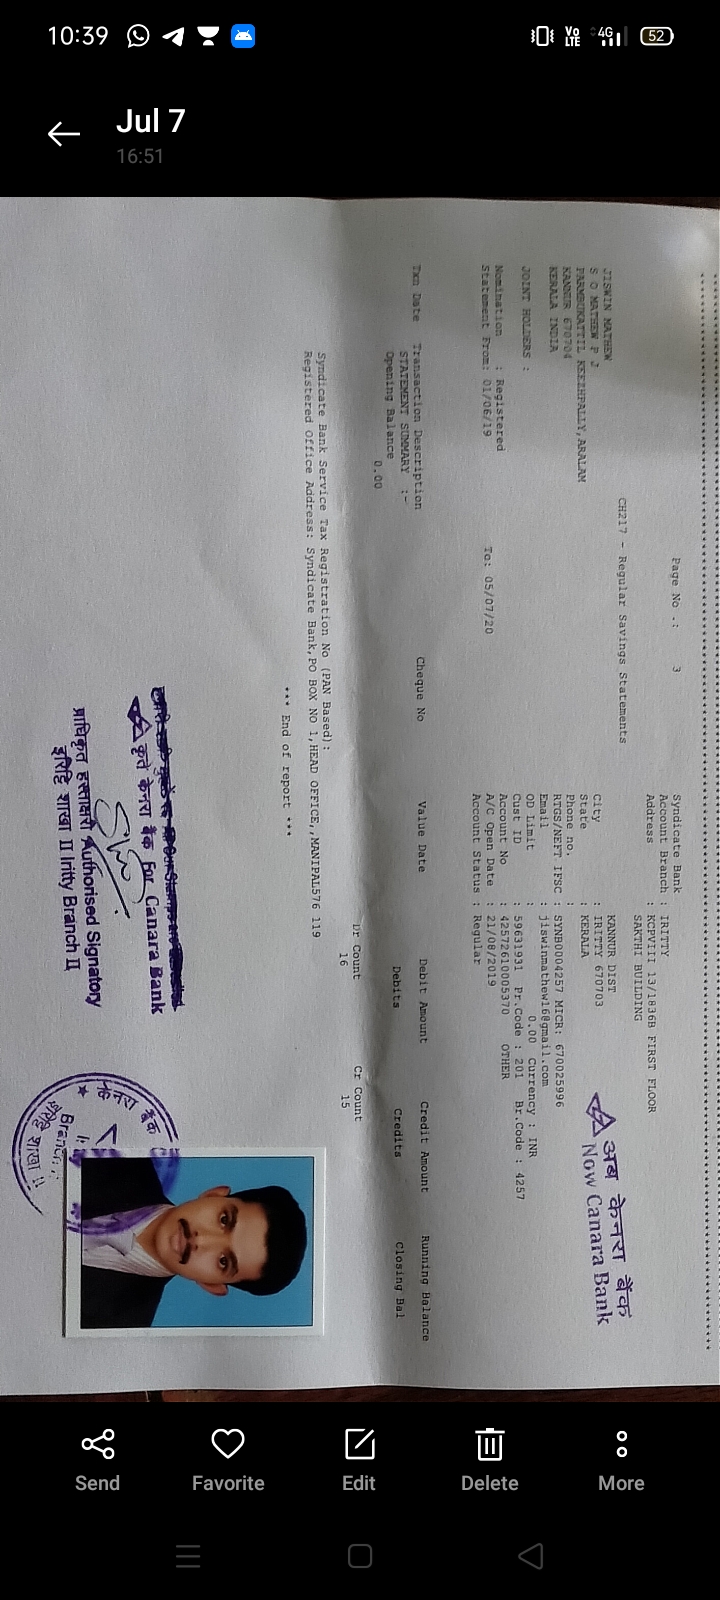 10:39
Vo LTE 4G 52
Jul 7
16:51
Page No .: 3
CH217 - Regular Savings Statements
JISWIN MATHEW
S O MATHEW P J
PARMBUKATTIL KEEZHPALLY,ARALAM
KANNUR 670704
KERALA INDIA
JOINT HOLDERS :
Nomination : Registered
Statement From: 01/06/19 To: 05/07/20
Syndicate Bank
Account Branch : IRITTY
Address : KCPVIII 13/1836B FIRST FLOOR
SAKTHI BUILDING
KANNUR DIST
City : IRITTY 670703
State : KERALA
Phone no. :
RTGS/NEFT IFSC : SYNB0004257 MICR: 670025996
Email : jiswinmathew16@gmail.com
OD Limit : 0.00 Currency : INR
Cust ID : 59631931 Pr.Code : 201 Br.Code : 4257
Account No : 42572610005370 OTHER
A/C Open Date : 21/08/2019
Account Status : Regular
अब केनरा बैंक
Now Canara Bank
Txn Date Transaction Description Cheque No Value Date Debit Amount Credit Amount Running Balance
STATEMENT SUMMARY :-
Opening Balance Debits Credits Closing Bal
0.00
Dr Count Cr Count
16 15
Syndicate Bank Service Tax Registration No (PAN Based):
Registered Office Address: Syndicate Bank,PO BOX NO 1,HEAD OFFICE,,MANIPAL576 119
*** End of report ***
कृते केनरा बैंक For Canara Bank
प्राधिकृत हस्ताक्षरी Authorised Signatory
इरिट्टि शाखा II Iritty Branch II
केनरा बैंक
Branch
Send
Favorite
Edit
Delete
More